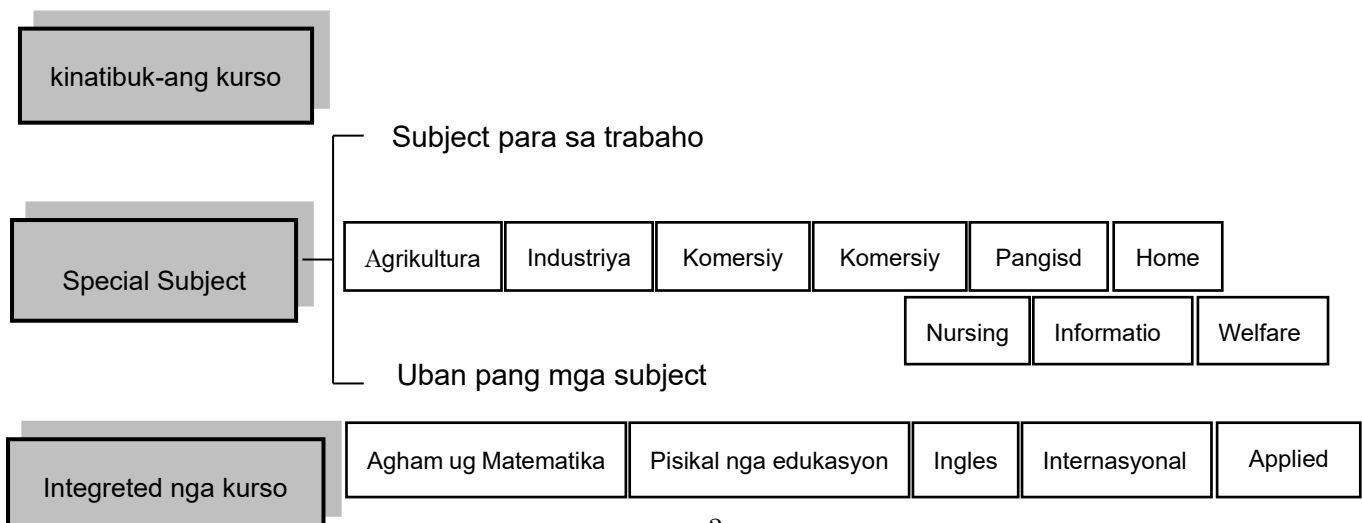 kinatibuk-ang kurso
Subject para sa trabaho
Special Subject
Agrikultura Industriya Komersiy Komersiy Pangisd Home
Nursing Informatio Welfare
Uban pang mga subject
Integreted nga kurso
Agham ug Matematika Pisikal nga edukasyon Ingles Internasyonal Applied